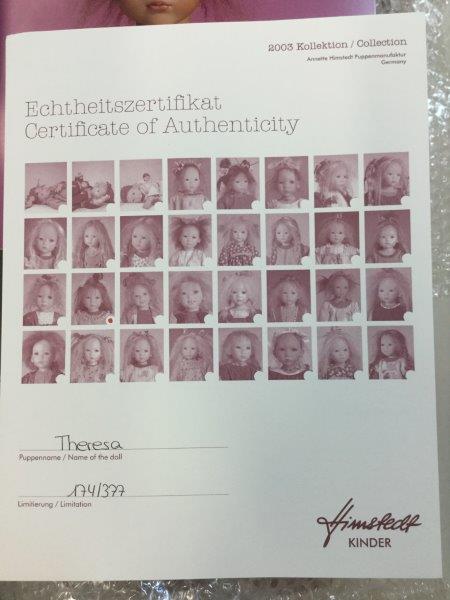 2003 Kollektion / Collection
Annette Himstedt Puppenmanufaktur
Germany
Echtheitszertifikat
Certificate of Authenticity
Theresa
Puppenname / Name of the doll
174/377
Limitierung / Limitation
Himstedt
KINDER